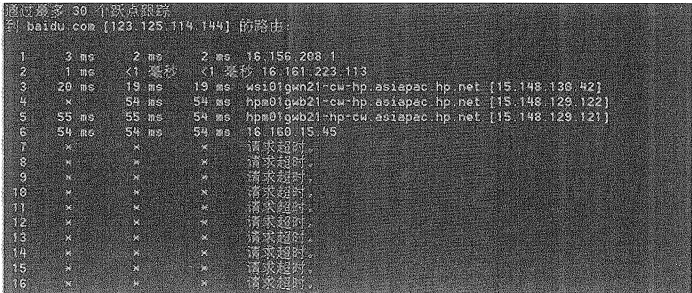 通过最多 30 个跃点跟踪
到 baidu.com [123.125.114.144] 的路由:
1 3 ms 2 ms 2 ms 16.156.208.1
2 1 ms <1 毫秒 <1 毫秒 16.161.223.113
3 20 ms 19 ms 19 ms wsi01gwn21-cw-hp.asiapac.hp.net [15.148.130.42]
4 * 54 ms 54 ms hpm01gwb21-hp-cw.asiapac.hp.net [15.148.129.122]
5 55 ms 55 ms 54 ms hpm01gwb21-hp-cw.asiapac.hp.net [15.148.129.121]
6 54 ms 54 ms 54 ms 16.160.15.45
7 * * * 请求超时。
8 * * * 请求超时。
9 * * * 请求超时。
10 * * * 请求超时。
11 * * * 请求超时。
12 * * * 请求超时。
13 * * * 请求超时。
14 * * * 请求超时。
15 * * * 请求超时。
16 * * * 请求超时。